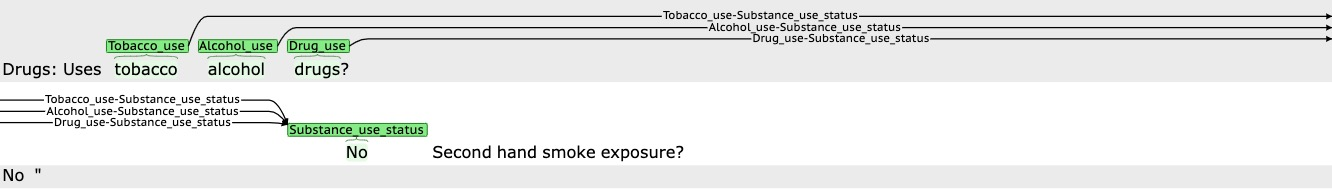 Tobacco_use-Substance_use_status
Alcohol_use-Substance_use_status
Drug_use-Substance_use_status
Tobacco_use Alcohol_use Drug_use
Drugs: Uses tobacco alcohol drugs?
Tobacco_use-Substance_use_status
Alcohol_use-Substance_use_status
Drug_use-Substance_use_status
Substance_use_status
No Second hand smoke exposure?
No "